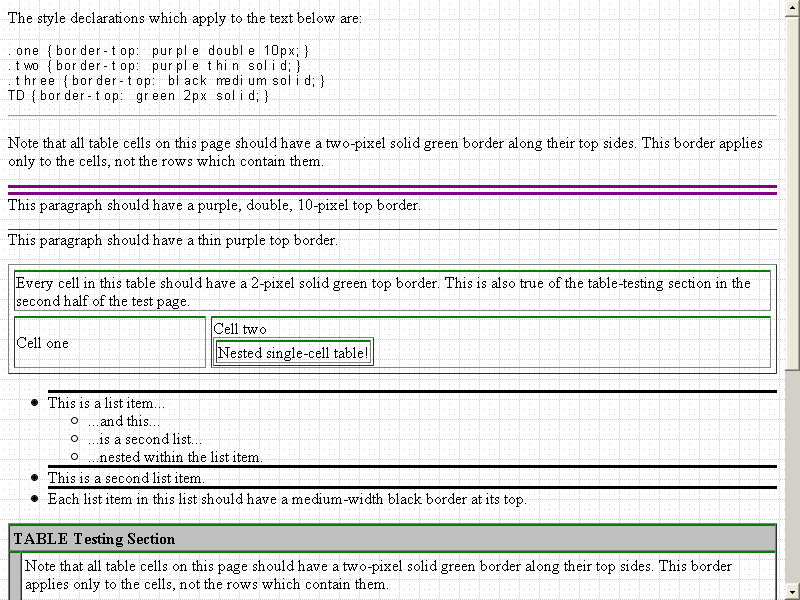 The style declarations which apply to the text below are:
.one {border-top: purple double 10px;}
.two {border-top: purple thin solid;}
.three {border-top: black medium solid;}
TD {border-top: green 2px solid;}
Note that all table cells on this page should have a two-pixel solid green border along their top sides. This border applies
only to the cells, not the rows which contain them.
This paragraph should have a purple, double, 10-pixel top border.
This paragraph should have a thin purple top border.
Every cell in this table should have a 2-pixel solid green top border. This is also true of the table-testing section in the
second half of the test page.
Cell one
Cell two
Nested single-cell table!
This is a list item...
...and this...
...is a second list...
...nested within the list item.
This is a second list item.
Each list item in this list should have a medium-width black border at its top.
TABLE Testing Section
Note that all table cells on this page should have a two-pixel solid green border along their top sides. This border
applies only to the cells, not the rows which contain them.